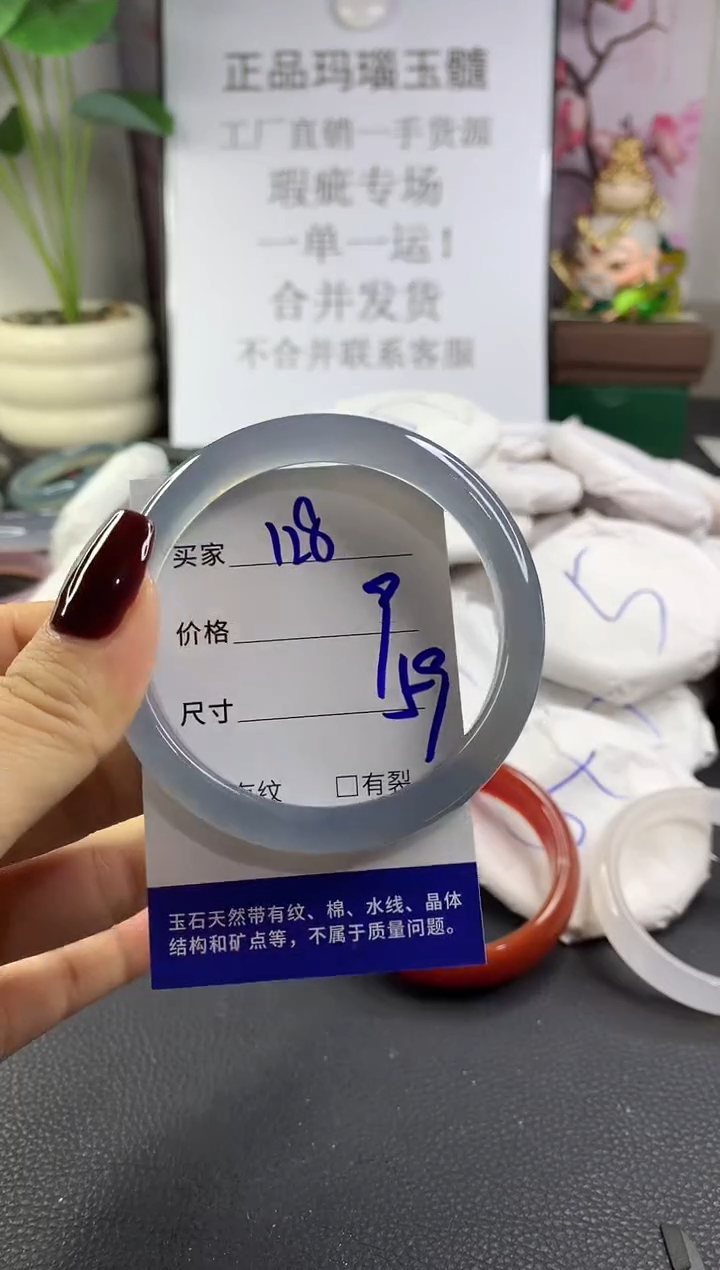 正品玛瑙玉髓
工厂直销一手货源
瑕疵专场
一单一运！
合并发货
不合并联系客服
买家 128
价格
尺寸 59
有纹 □有裂
玉石天然带有纹、棉、水线、晶体
结构和矿点等，不属于质量问题。
5